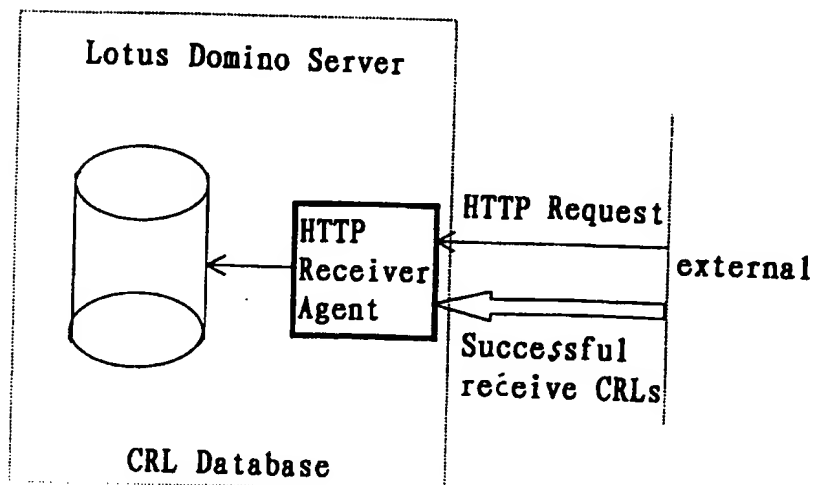 Lotus Domino Server
HTTP Request
HTTP
Receiver
Agent
external
Successful
receive CRLs
CRL Database